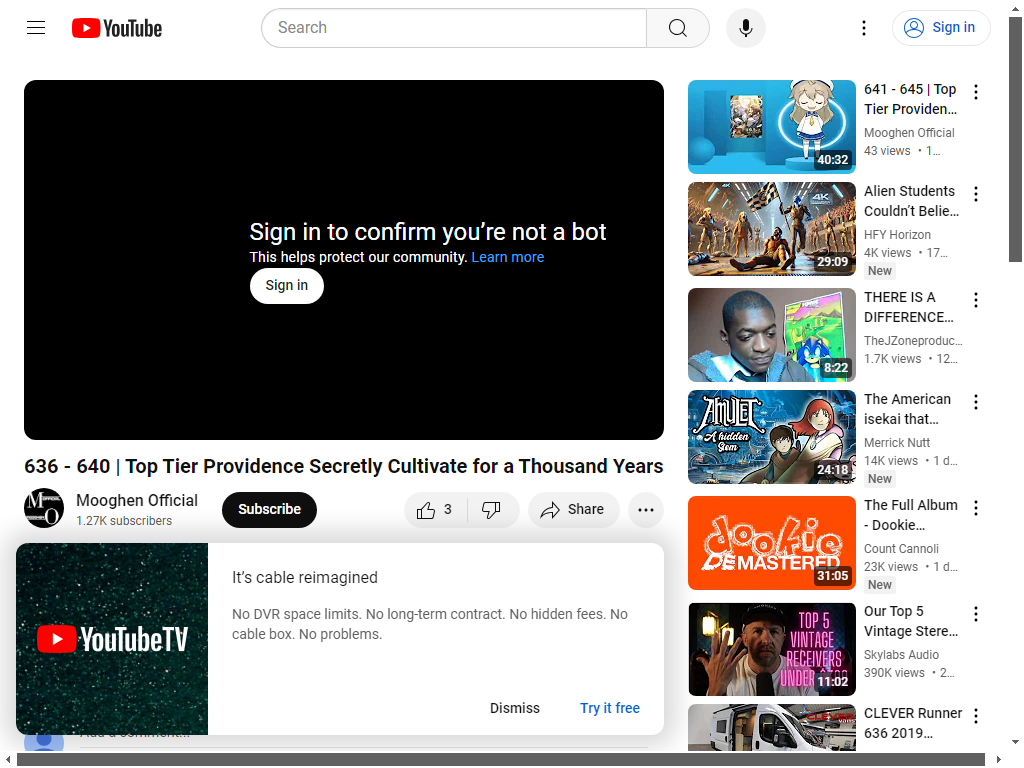 YouTube
Search
Sign in
Sign in to confirm you’re not a bot
This helps protect our community. Learn more
Sign in
636 - 640 | Top Tier Providence Secretly Cultivate for a Thousand Years
Mooghen Official
1.27K subscribers
Subscribe
3
Share
YouTubeTV
It’s cable reimagined
No DVR space limits. No long-term contract. No hidden fees. No
cable box. No problems.
Dismiss
Try it free
Add a comment...
40:32
641 - 645 | Top
Tier Providen…
Mooghen Official
43 views • 1…
4K
29:09
Alien Students
Couldn’t Belie…
HFY Horizon
4K views • 17…
New
8:22
THERE IS A
DIFFERENCE…
TheJZoneproduc…
1.7K views • 12…
AMULET
A hidden
Gem
24:18
The American
isekai that…
Merrick Nutt
14K views • 1 d…
New
dookie
DEMASTERED
31:05
The Full Album
- Dookie…
Count Cannoli
23K views • 1 d…
New
TOP 5
VINTAGE
RECEIVERS
11:02
Our Top 5
Vintage Stere…
Skylabs Audio
390K views • 2…
CLEVER Runner
636 2019…